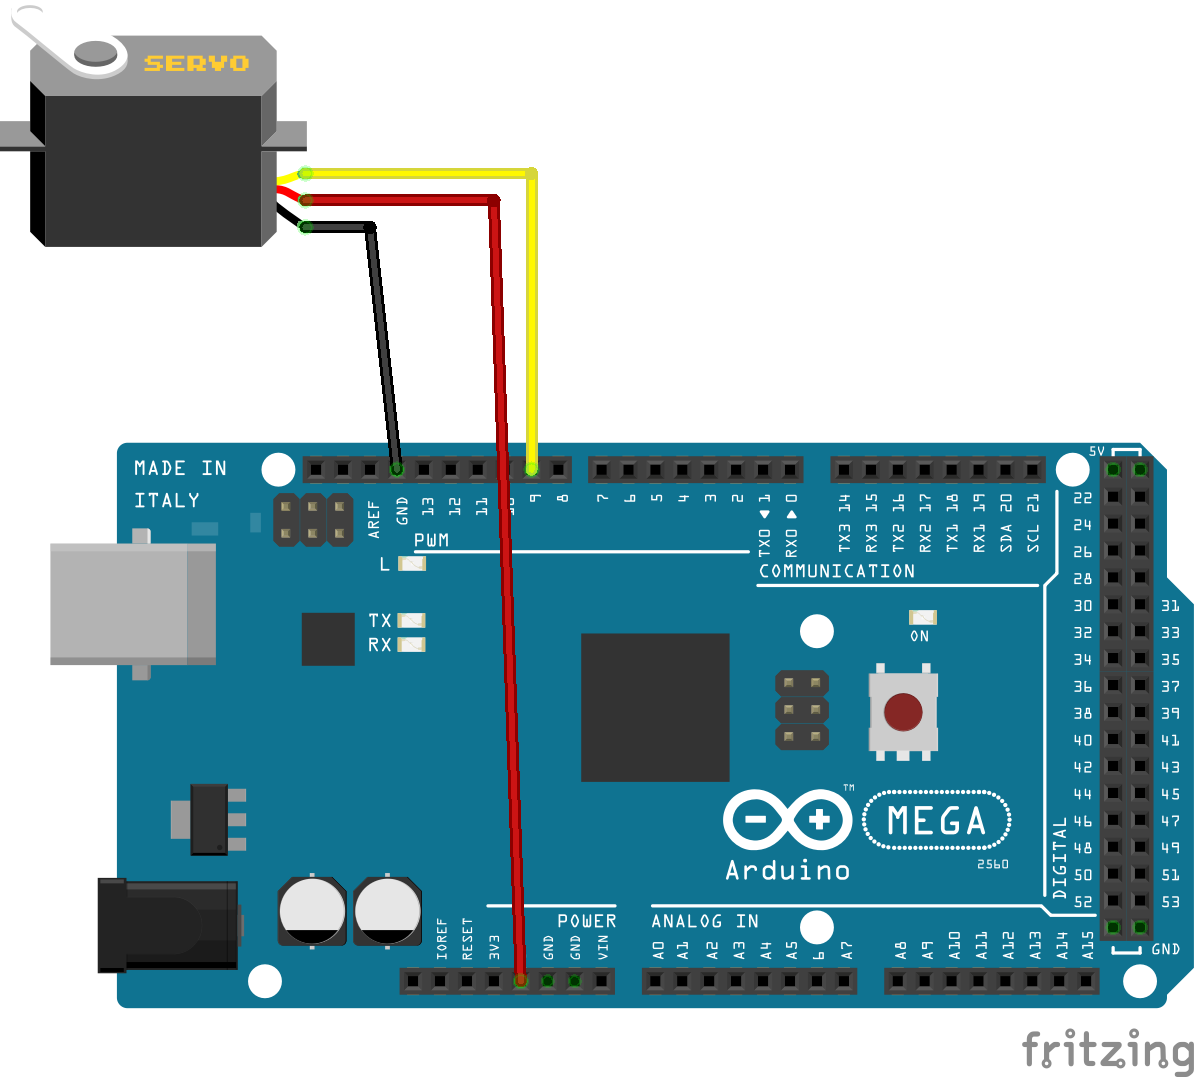 SERVO
MADE IN
ITALY
AREF
GND
13
12
11
10
9
8
7
6
5
4
3
2
TX0 ▶ 1
RX0 ◀ 0
TX3 14
RX3 15
TX2 16
RX2 17
TX1 18
RX1 19
SDA 20
SCL 21
PWM
COMMUNICATION
L
TX
RX
ON
5V
22
24
26
28
30 31
32 33
34 35
36 37
38 39
40 41
42 43
44 45
46 47
48 49
50 51
52 53
DIGITAL
GND
TM
MEGA
2560
Arduino
POWER
ANALOG IN
IOREF
RESET
3V3
GND
GND
VIN
A0
A1
A2
A3
A4
A5
6
A7
A8
A9
A10
A11
A12
A13
A14
A15
fritzing